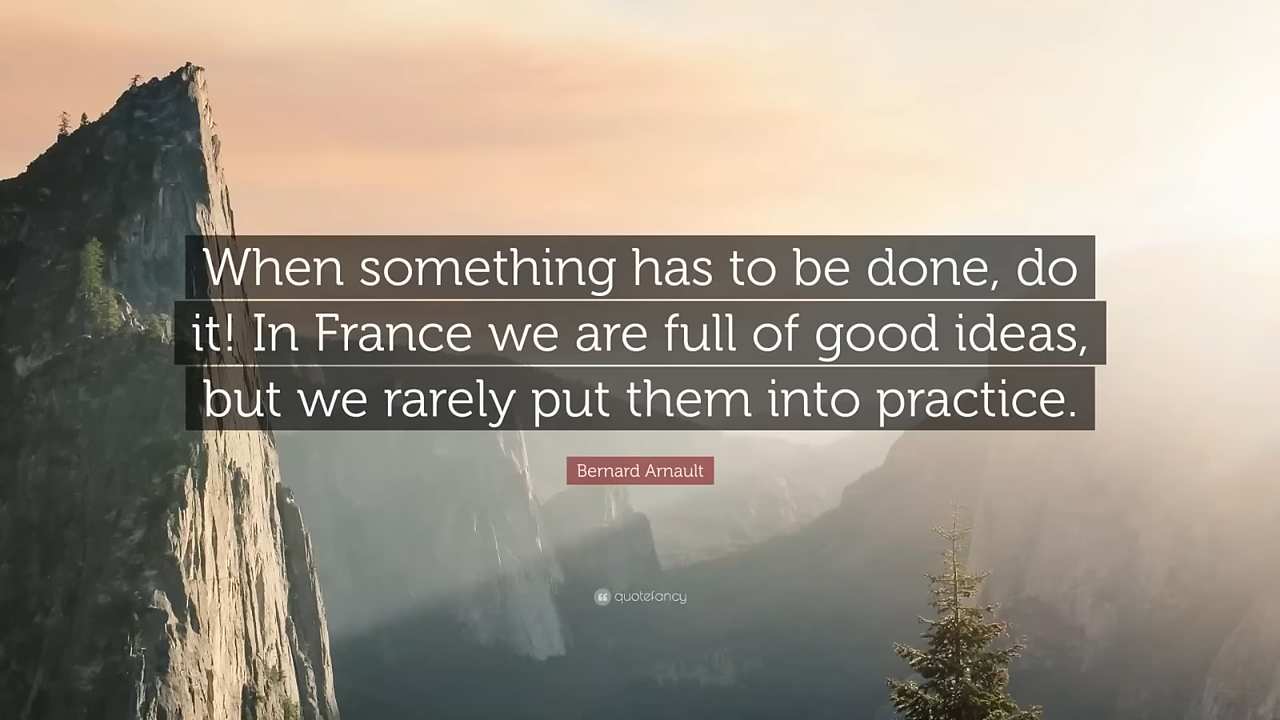 When something has to be done, do
it! In France we are full of good ideas,
but we rarely put them into practice.
Bernard Arnault
quotefancy